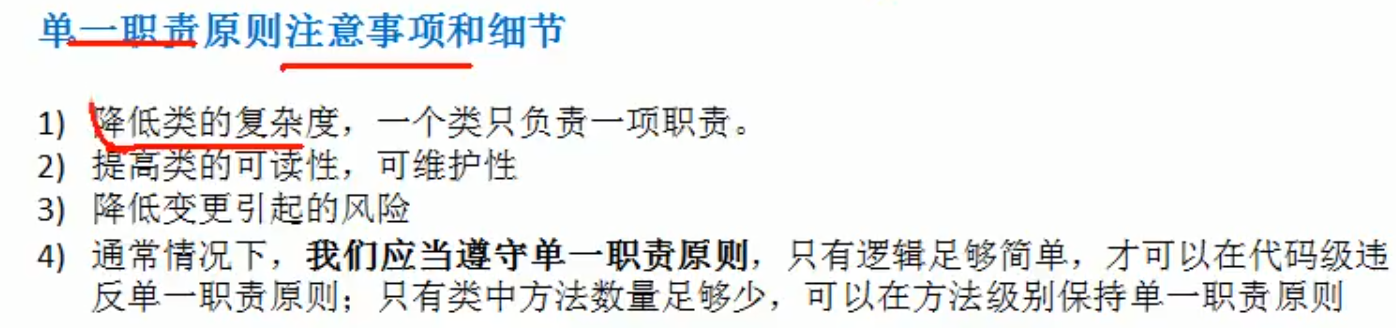 单一职责原则注意事项和细节
1) 降低类的复杂度，一个类只负责一项职责。
2) 提高类的可读性，可维护性
3) 降低变更引起的风险
4) 通常情况下，我们应当遵守单一职责原则，只有逻辑足够简单，才可以在代码级违
反单一职责原则；只有类中方法数量足够少，可以在方法级别保持单一职责原则